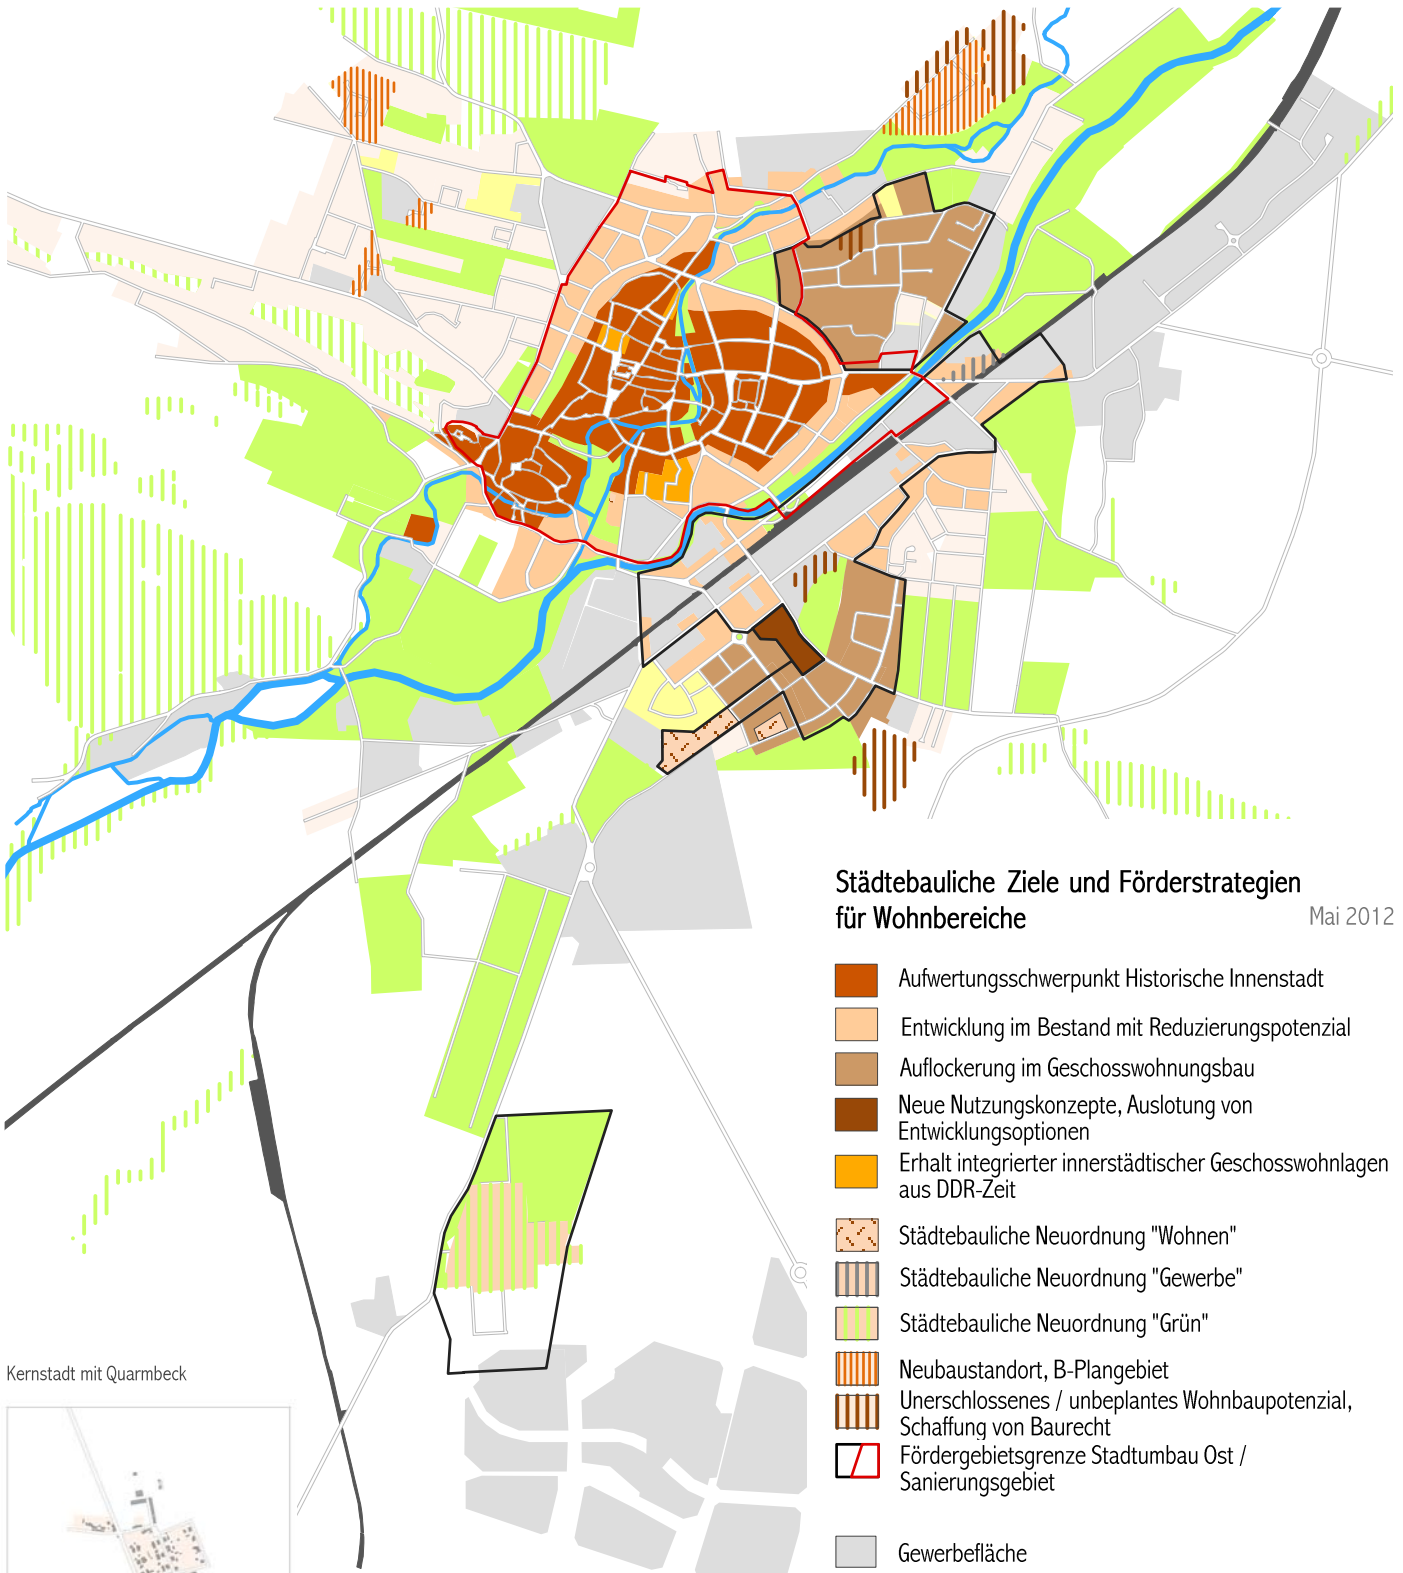 Städtebauliche Ziele und Förderstrategien
für Wohnbereiche
Mai 2012
Aufwertungsschwerpunkt Historische Innenstadt
Entwicklung im Bestand mit Reduzierungspotenzial
Auflockerung im Geschosswohnungsbau
Neue Nutzungskonzepte, Auslotung von
Entwicklungsoptionen
Erhalt integrierter innerstädtischer Geschosswohnlagen
aus DDR-Zeit
Städtebauliche Neuordnung "Wohnen"
Städtebauliche Neuordnung "Gewerbe"
Städtebauliche Neuordnung "Grün"
Neubaustandort, B-Plangebiet
Unerschlossenes / unbeplantes Wohnbaupotenzial,
Schaffung von Baurecht
Fördergebietsgrenze Stadtumbau Ost /
Sanierungsgebiet
Gewerbefläche
Kernstadt mit Quarmbeck